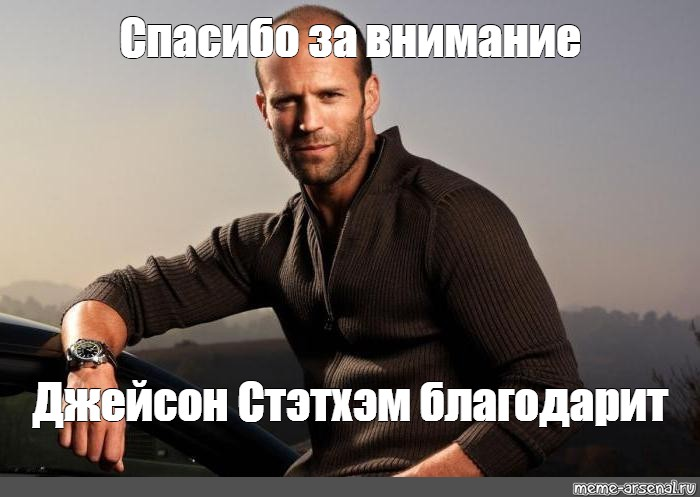 Спасибо за внимание
Джейсон Стэтхэм благодарит
meme-arsenal.ru